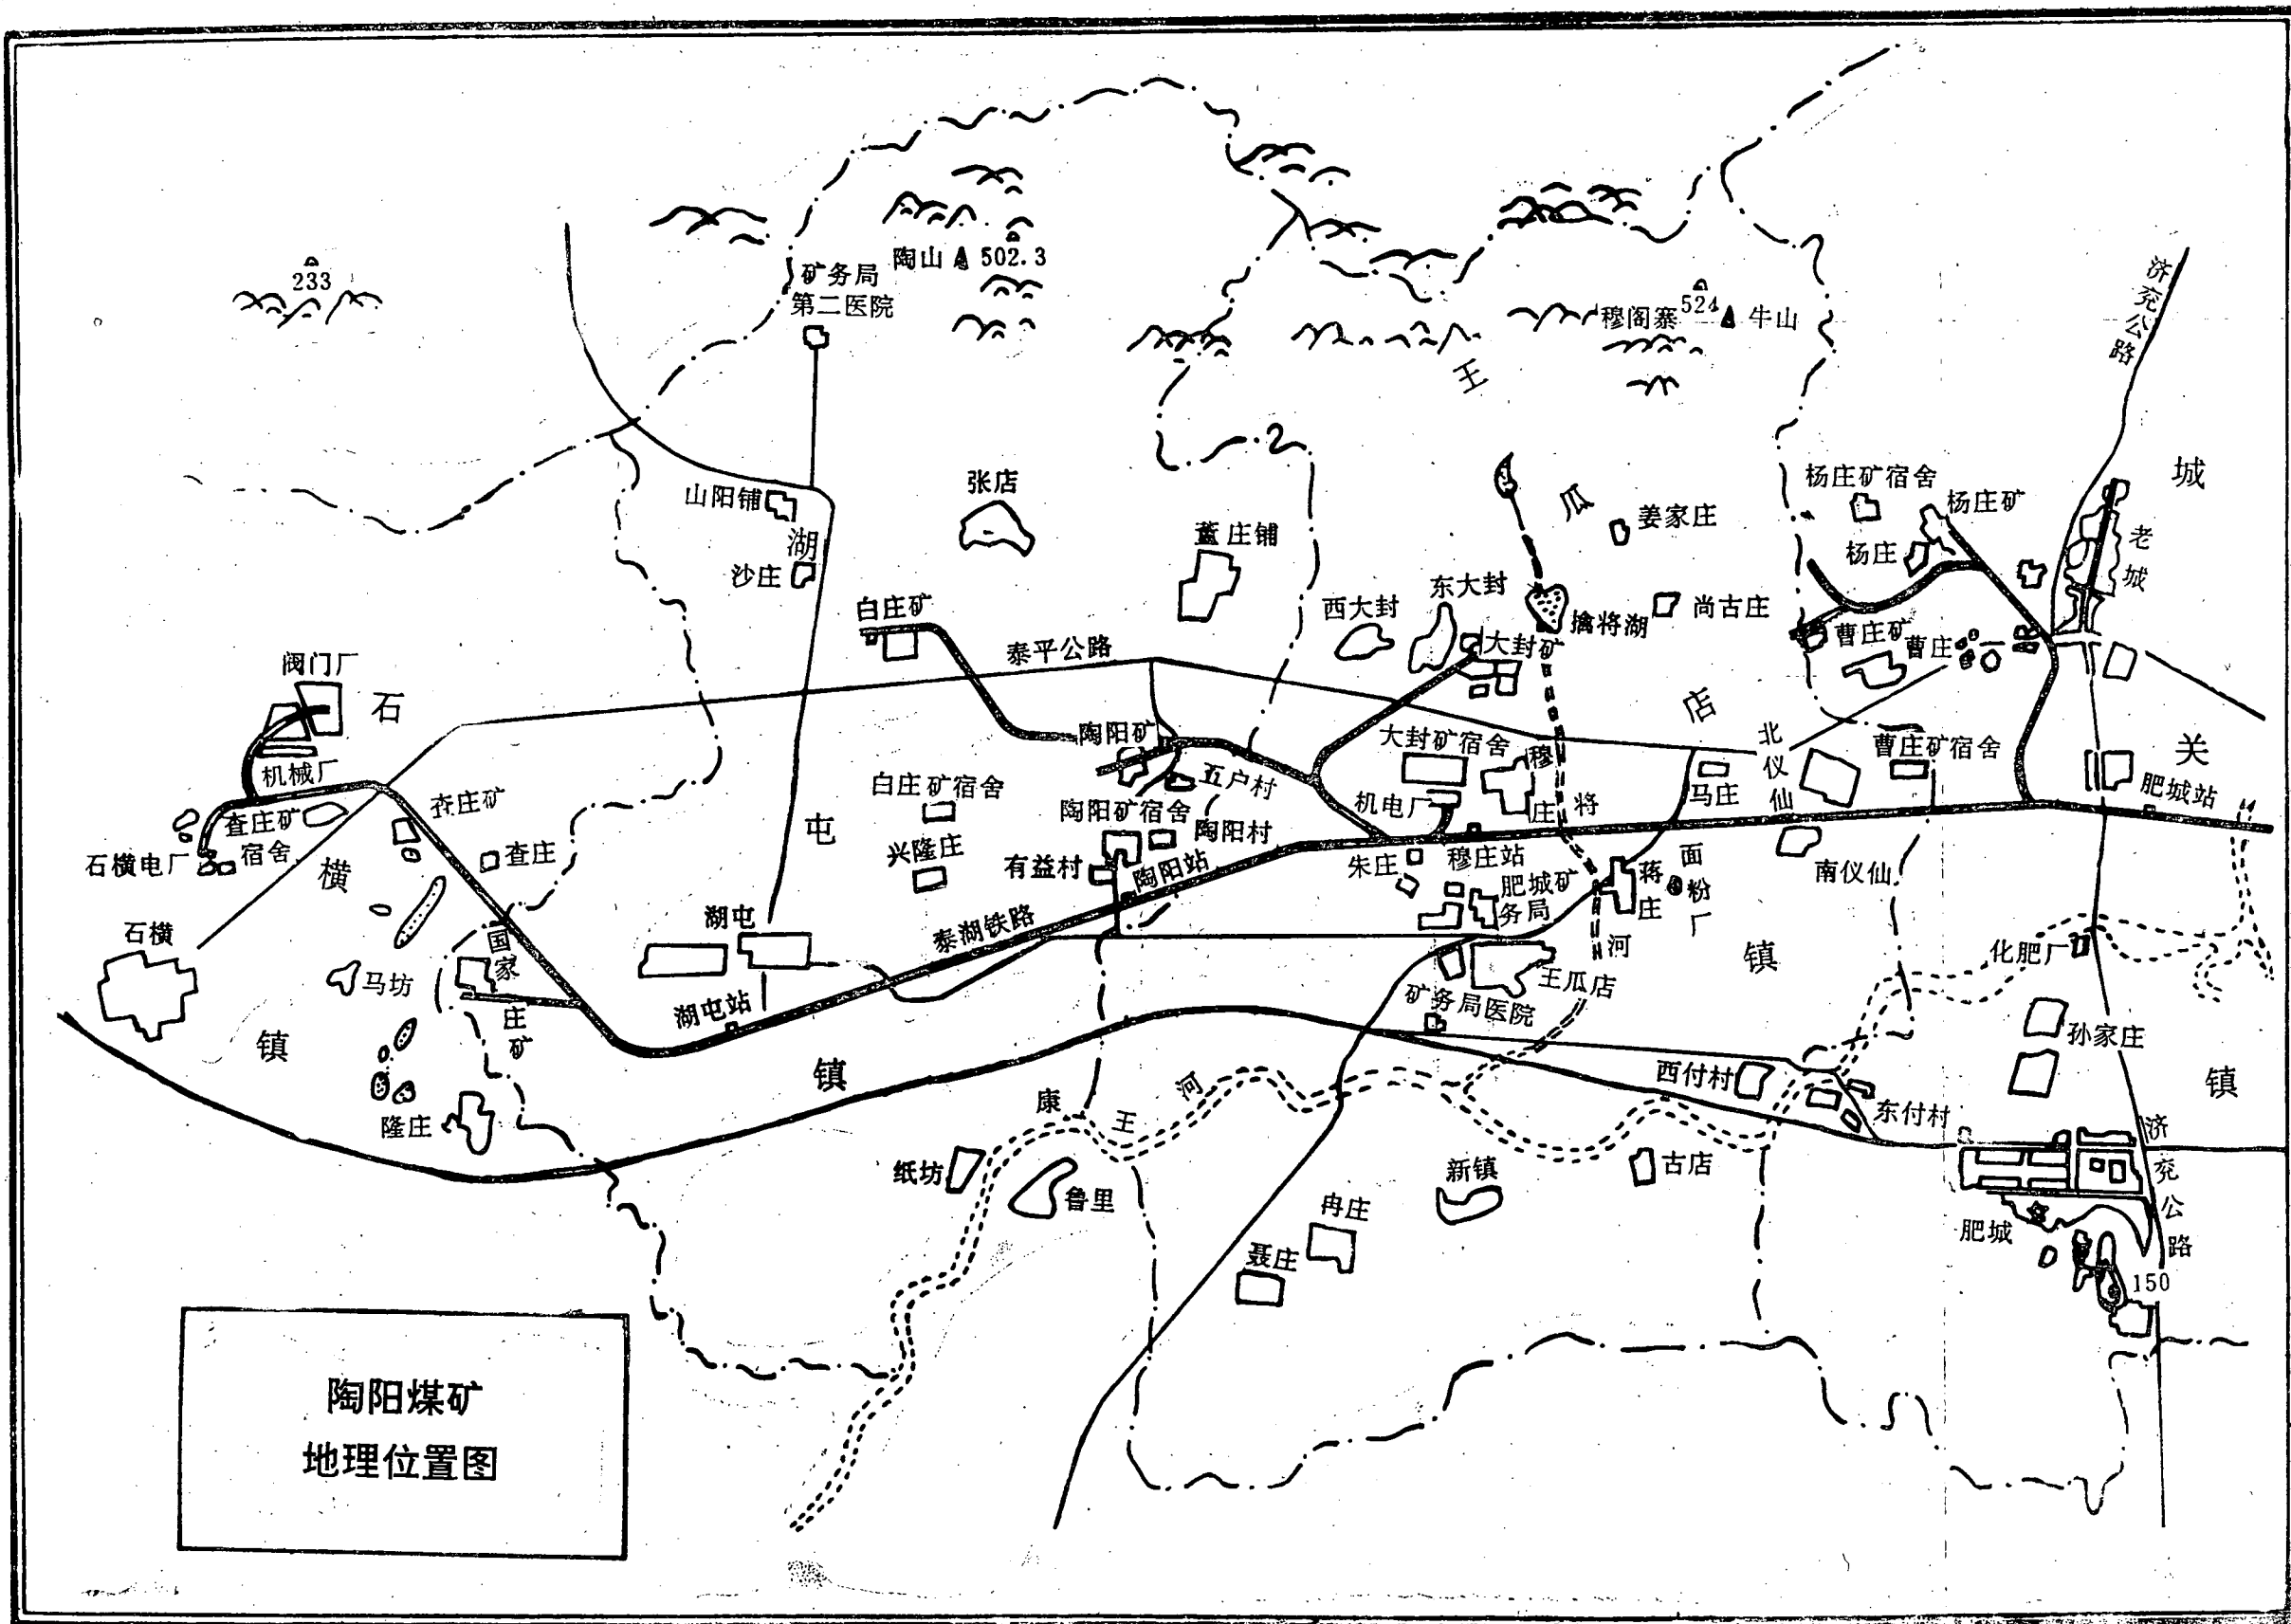 233
陶山 502.3
矿务局
第二医院
穆阁寨 524 牛山
济兖公路
王瓜店镇
城关镇
石横镇
湖屯镇
山阳铺
沙庄
张店
董庄铺
姜家庄
杨庄矿宿舍
杨庄矿
杨庄
老城
白庄矿
西大封
东大封
擒将湖
尚古庄
大封矿
曹庄矿
曹庄
泰平公路
阀门厂
机械厂
查庄矿
查庄矿
宿舍
石横电厂
查庄
石横
马坊
国家庄矿
隆庄
陶阳矿
五户村
白庄矿宿舍
陶阳矿宿舍
陶阳村
兴隆庄
有益村
陶阳站
湖屯
湖屯站
泰湖铁路
大封矿宿舍
机电厂
穆庄
将河
马庄
北仪仙
曹庄矿宿舍
肥城站
朱庄
穆庄站
肥城矿
务局
蒋庄
面粉厂
南仪仙
王瓜店
矿务局医院
化肥厂
孙家庄
西付村
东付村
康王河
纸坊
鲁里
冉庄
聂庄
新镇
古店
济兖公路
肥城
150
陶阳煤矿
地理位置图